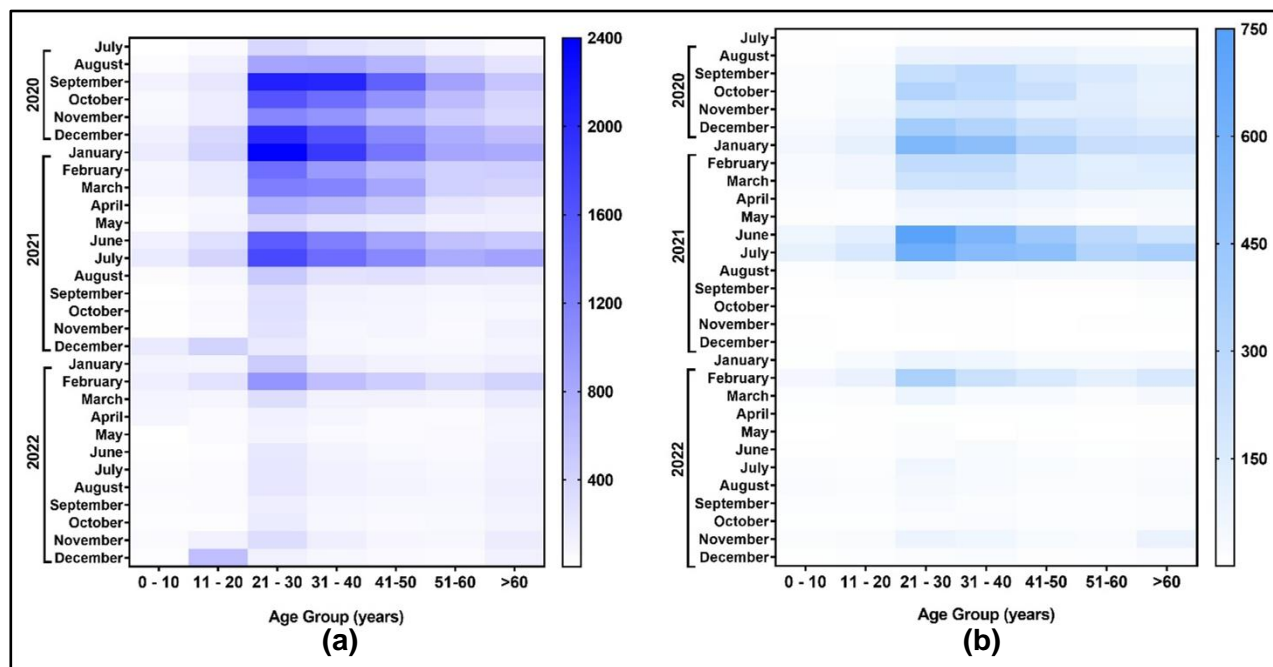 July
August
September
October
November
December
January
February
March
April
May
June
July
August
September
October
November
December
January
February
March
April
May
June
July
August
September
October
November
December
2020
2021
2022
0 - 10 11 - 20 21 - 30 31 - 40 41-50 51-60 >60
Age Group (years)
(a)
2400
2000
1600
1200
800
400
July
August
September
October
November
December
January
February
March
April
May
June
July
August
September
October
November
December
January
February
March
April
May
June
July
August
September
October
November
December
2020
2021
2022
0 - 10 11 - 20 21 - 30 31 - 40 41-50 51-60 >60
Age Group (years)
(b)
750
600
450
300
150